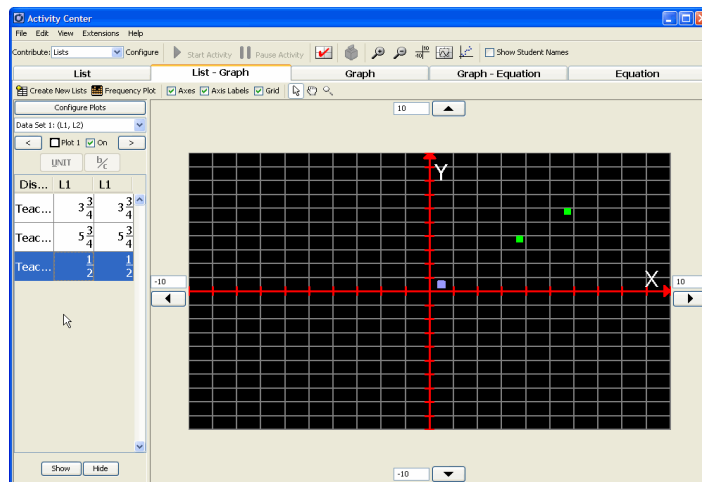 Activity Center
File Edit View Extensions Help
Contribute: Lists Configure Start Activity Pause Activity Show Student Names
List List - Graph Graph Graph - Equation Equation
Create New Lists Frequency Plot Axes Axis Labels Grid
Configure Plots
Data Set 1: (L1, L2)
< Plot 1 On >
UNIT b/c
Dis... L1 L1
Teac... 3 3/4 3 3/4
Teac... 5 3/4 5 3/4
Teac... 1/2 1/2
Show Hide
10
Y
-10 X 10
-10